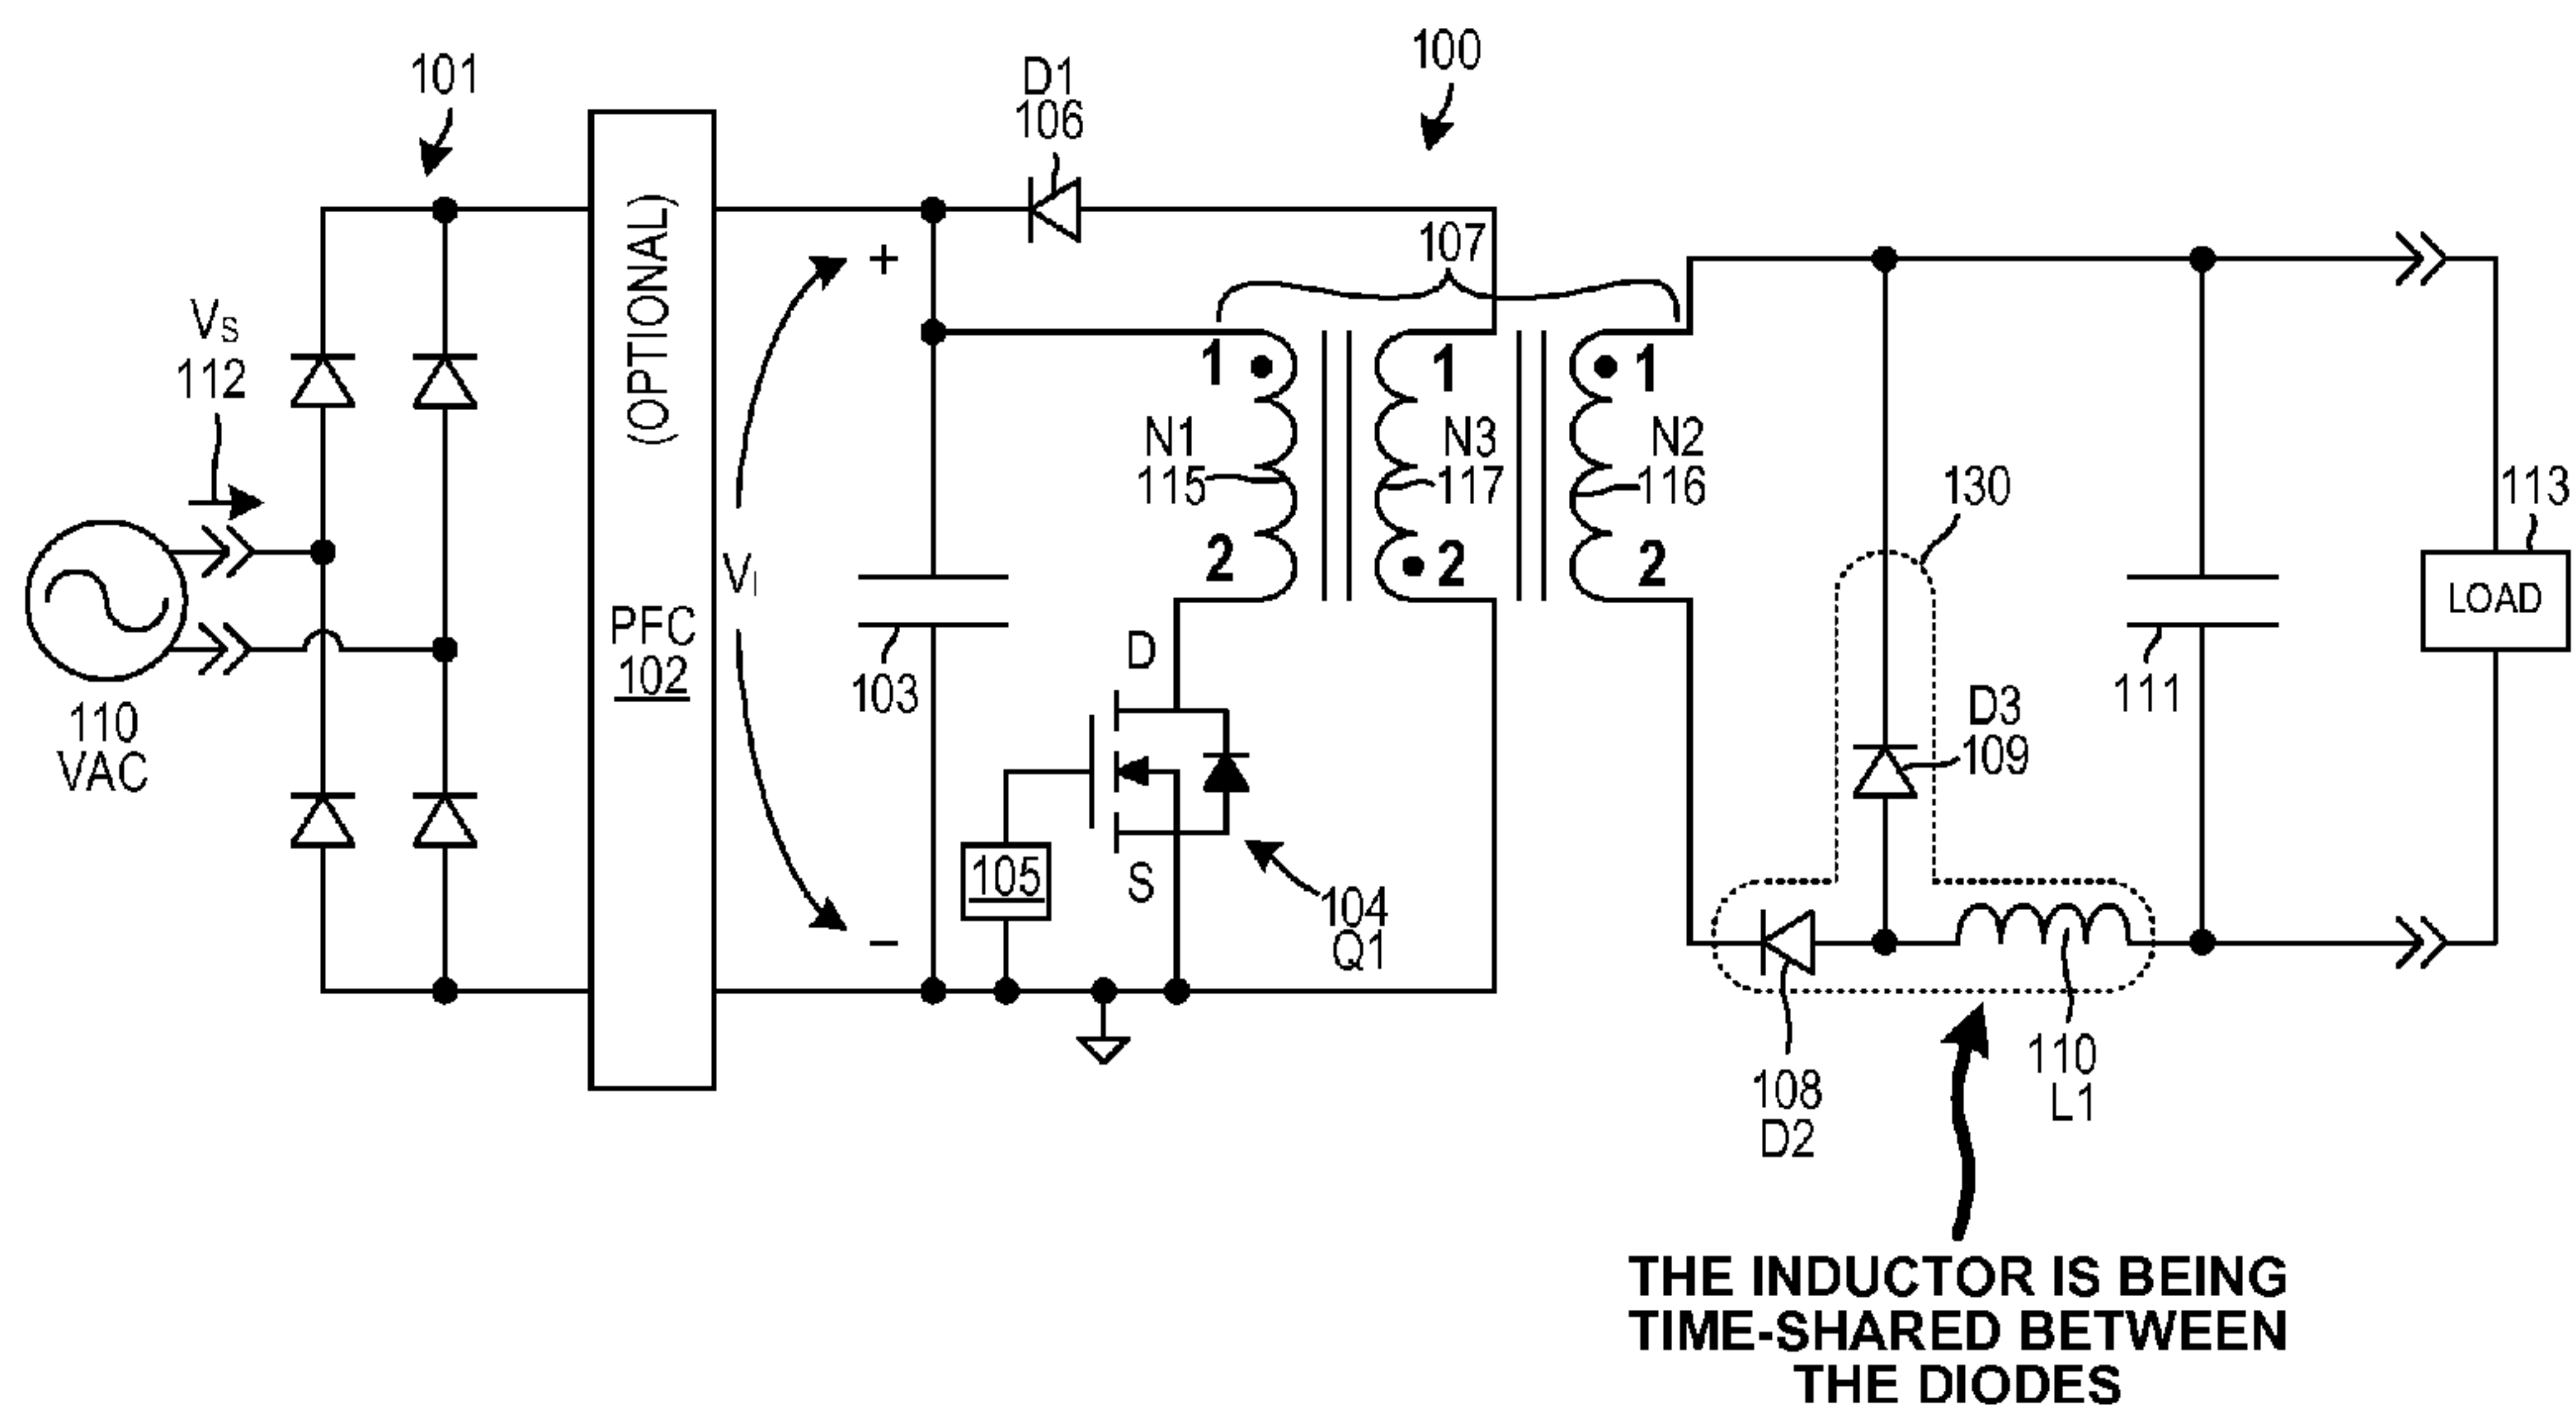 101
100
D1
106
107
VS
112
(OPTIONAL)
+
1
1
1
N1
115
N3
117
N2
116
2
2
2
130
113
LOAD
VI
PFC
102
103
110
VAC
D
S
105
104
Q1
−
D3
109
111
110
L1
108
D2
THE INDUCTOR IS BEING
TIME-SHARED BETWEEN
THE DIODES